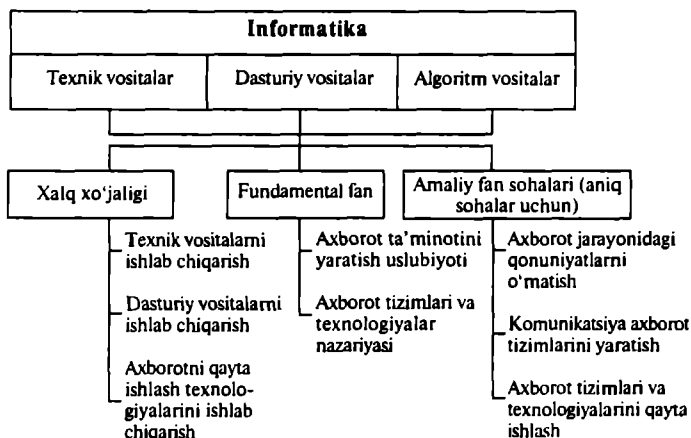 Informatika
Texnik vositalar
Dasturiy vositalar
Algoritm vositalar
Xalq xo‘jaligi
Fundamental fan
Amaliy fan sohalari (aniq
sohalar uchun)
Texnik vositalarni
ishlab chiqarish
Dasturiy vositalarni
ishlab chiqarish
Axborotni qayta
ishlash texnolo-
giyalarini ishlab
chiqarish
Axborot ta’minotini
yaratish uslubiyoti
Axborot tizimlari va
texnologiyalar
nazariyasi
Axborot jarayonidagi
qonuniyatlarni
o‘rnatish
Komunikatsiya axborot
tizimlarini yaratish
Axborot tizimlari va
texnologiyalarini qayta
ishlash